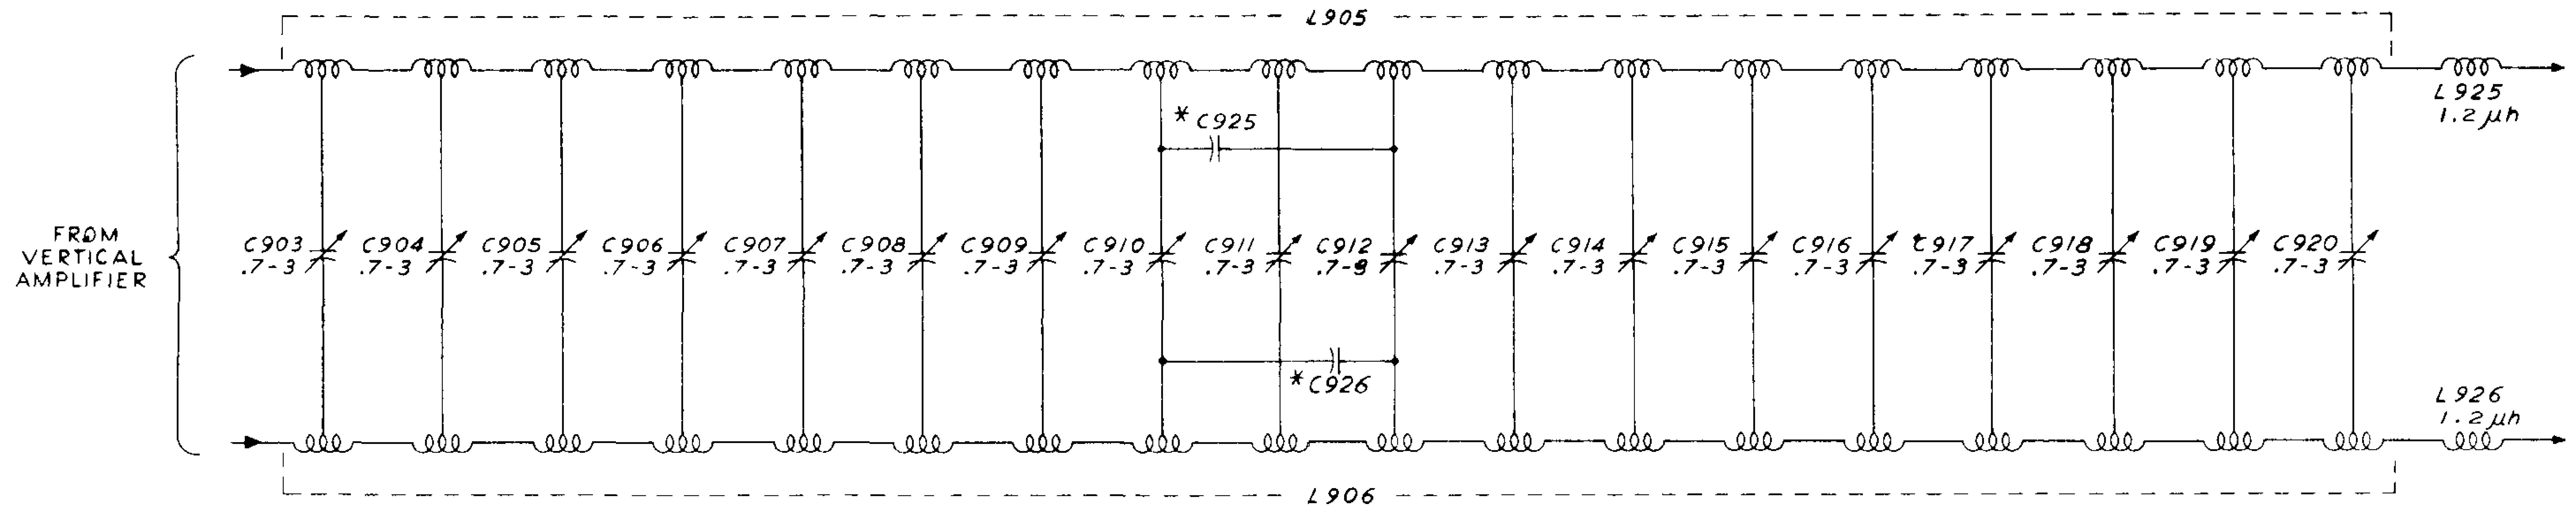 L905
L925
1.2 μh
* C925
FROM
VERTICAL
AMPLIFIER
C903
.7-3
C904
.7-3
C905
.7-3
C906
.7-3
C907
.7-3
C908
.7-3
C909
.7-3
C910
.7-3
C911
.7-3
C912
.7-3
C913
.7-3
C914
.7-3
C915
.7-3
C916
.7-3
C917
.7-3
C918
.7-3
C919
.7-3
C920
.7-3
* C926
L926
1.2 μh
L906